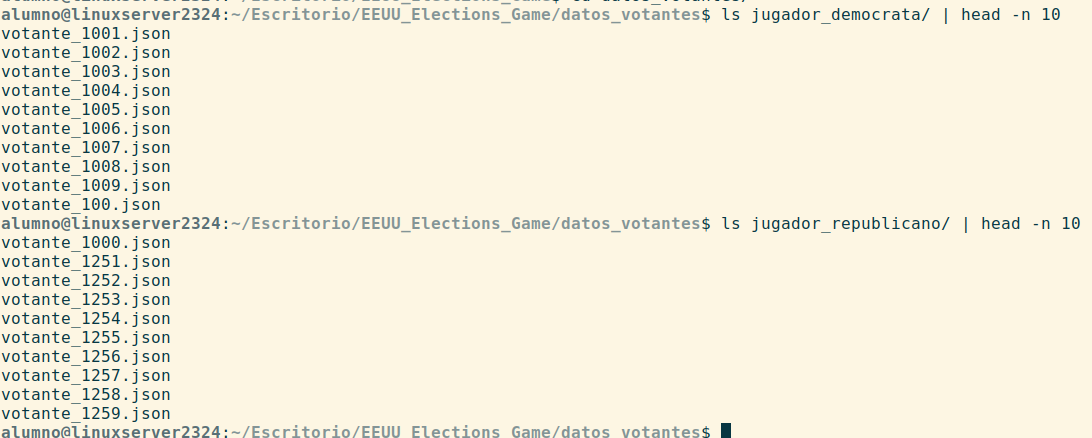 alumno@linuxserver2324:~/Escritorio/EEUU_Elections_Game/datos_votantes$ ls jugador_democrata/ | head -n 10
votante_1001.json
votante_1002.json
votante_1003.json
votante_1004.json
votante_1005.json
votante_1006.json
votante_1007.json
votante_1008.json
votante_1009.json
votante_100.json
alumno@linuxserver2324:~/Escritorio/EEUU_Elections_Game/datos_votantes$ ls jugador_republicano/ | head -n 10
votante_1000.json
votante_1251.json
votante_1252.json
votante_1253.json
votante_1254.json
votante_1255.json
votante_1256.json
votante_1257.json
votante_1258.json
votante_1259.json
alumno@linuxserver2324:~/Escritorio/EEUU_Elections_Game/datos_votantes$